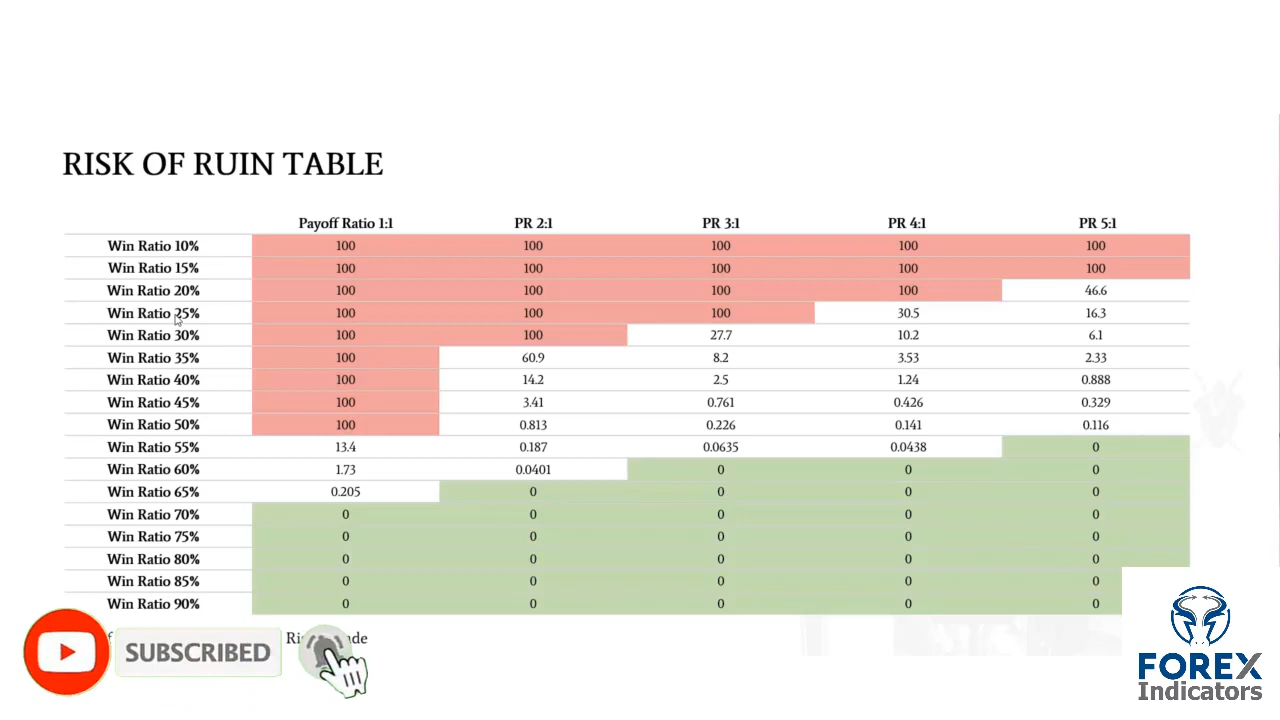 RISK OF RUIN TABLE
Payoff Ratio 1:1 PR 2:1 PR 3:1 PR 4:1 PR 5:1
Win Ratio 10% 100 100 100 100 100
Win Ratio 15% 100 100 100 100 100
Win Ratio 20% 100 100 100 100 46.6
Win Ratio 25% 100 100 100 30.5 16.3
Win Ratio 30% 100 100 27.7 10.2 6.1
Win Ratio 35% 100 60.9 8.2 3.53 2.33
Win Ratio 40% 100 14.2 2.5 1.24 0.888
Win Ratio 45% 100 3.41 0.761 0.426 0.329
Win Ratio 50% 100 0.813 0.226 0.141 0.116
Win Ratio 55% 13.4 0.187 0.0635 0.0438 0
Win Ratio 60% 1.73 0.0401 0 0 0
Win Ratio 65% 0.205 0 0 0 0
Win Ratio 70% 0 0 0 0 0
Win Ratio 75% 0 0 0 0 0
Win Ratio 80% 0 0 0 0 0
Win Ratio 85% 0 0 0 0 0
Win Ratio 90% 0 0 0 0 0
SUBSCRIBED
FOREX
Indicators